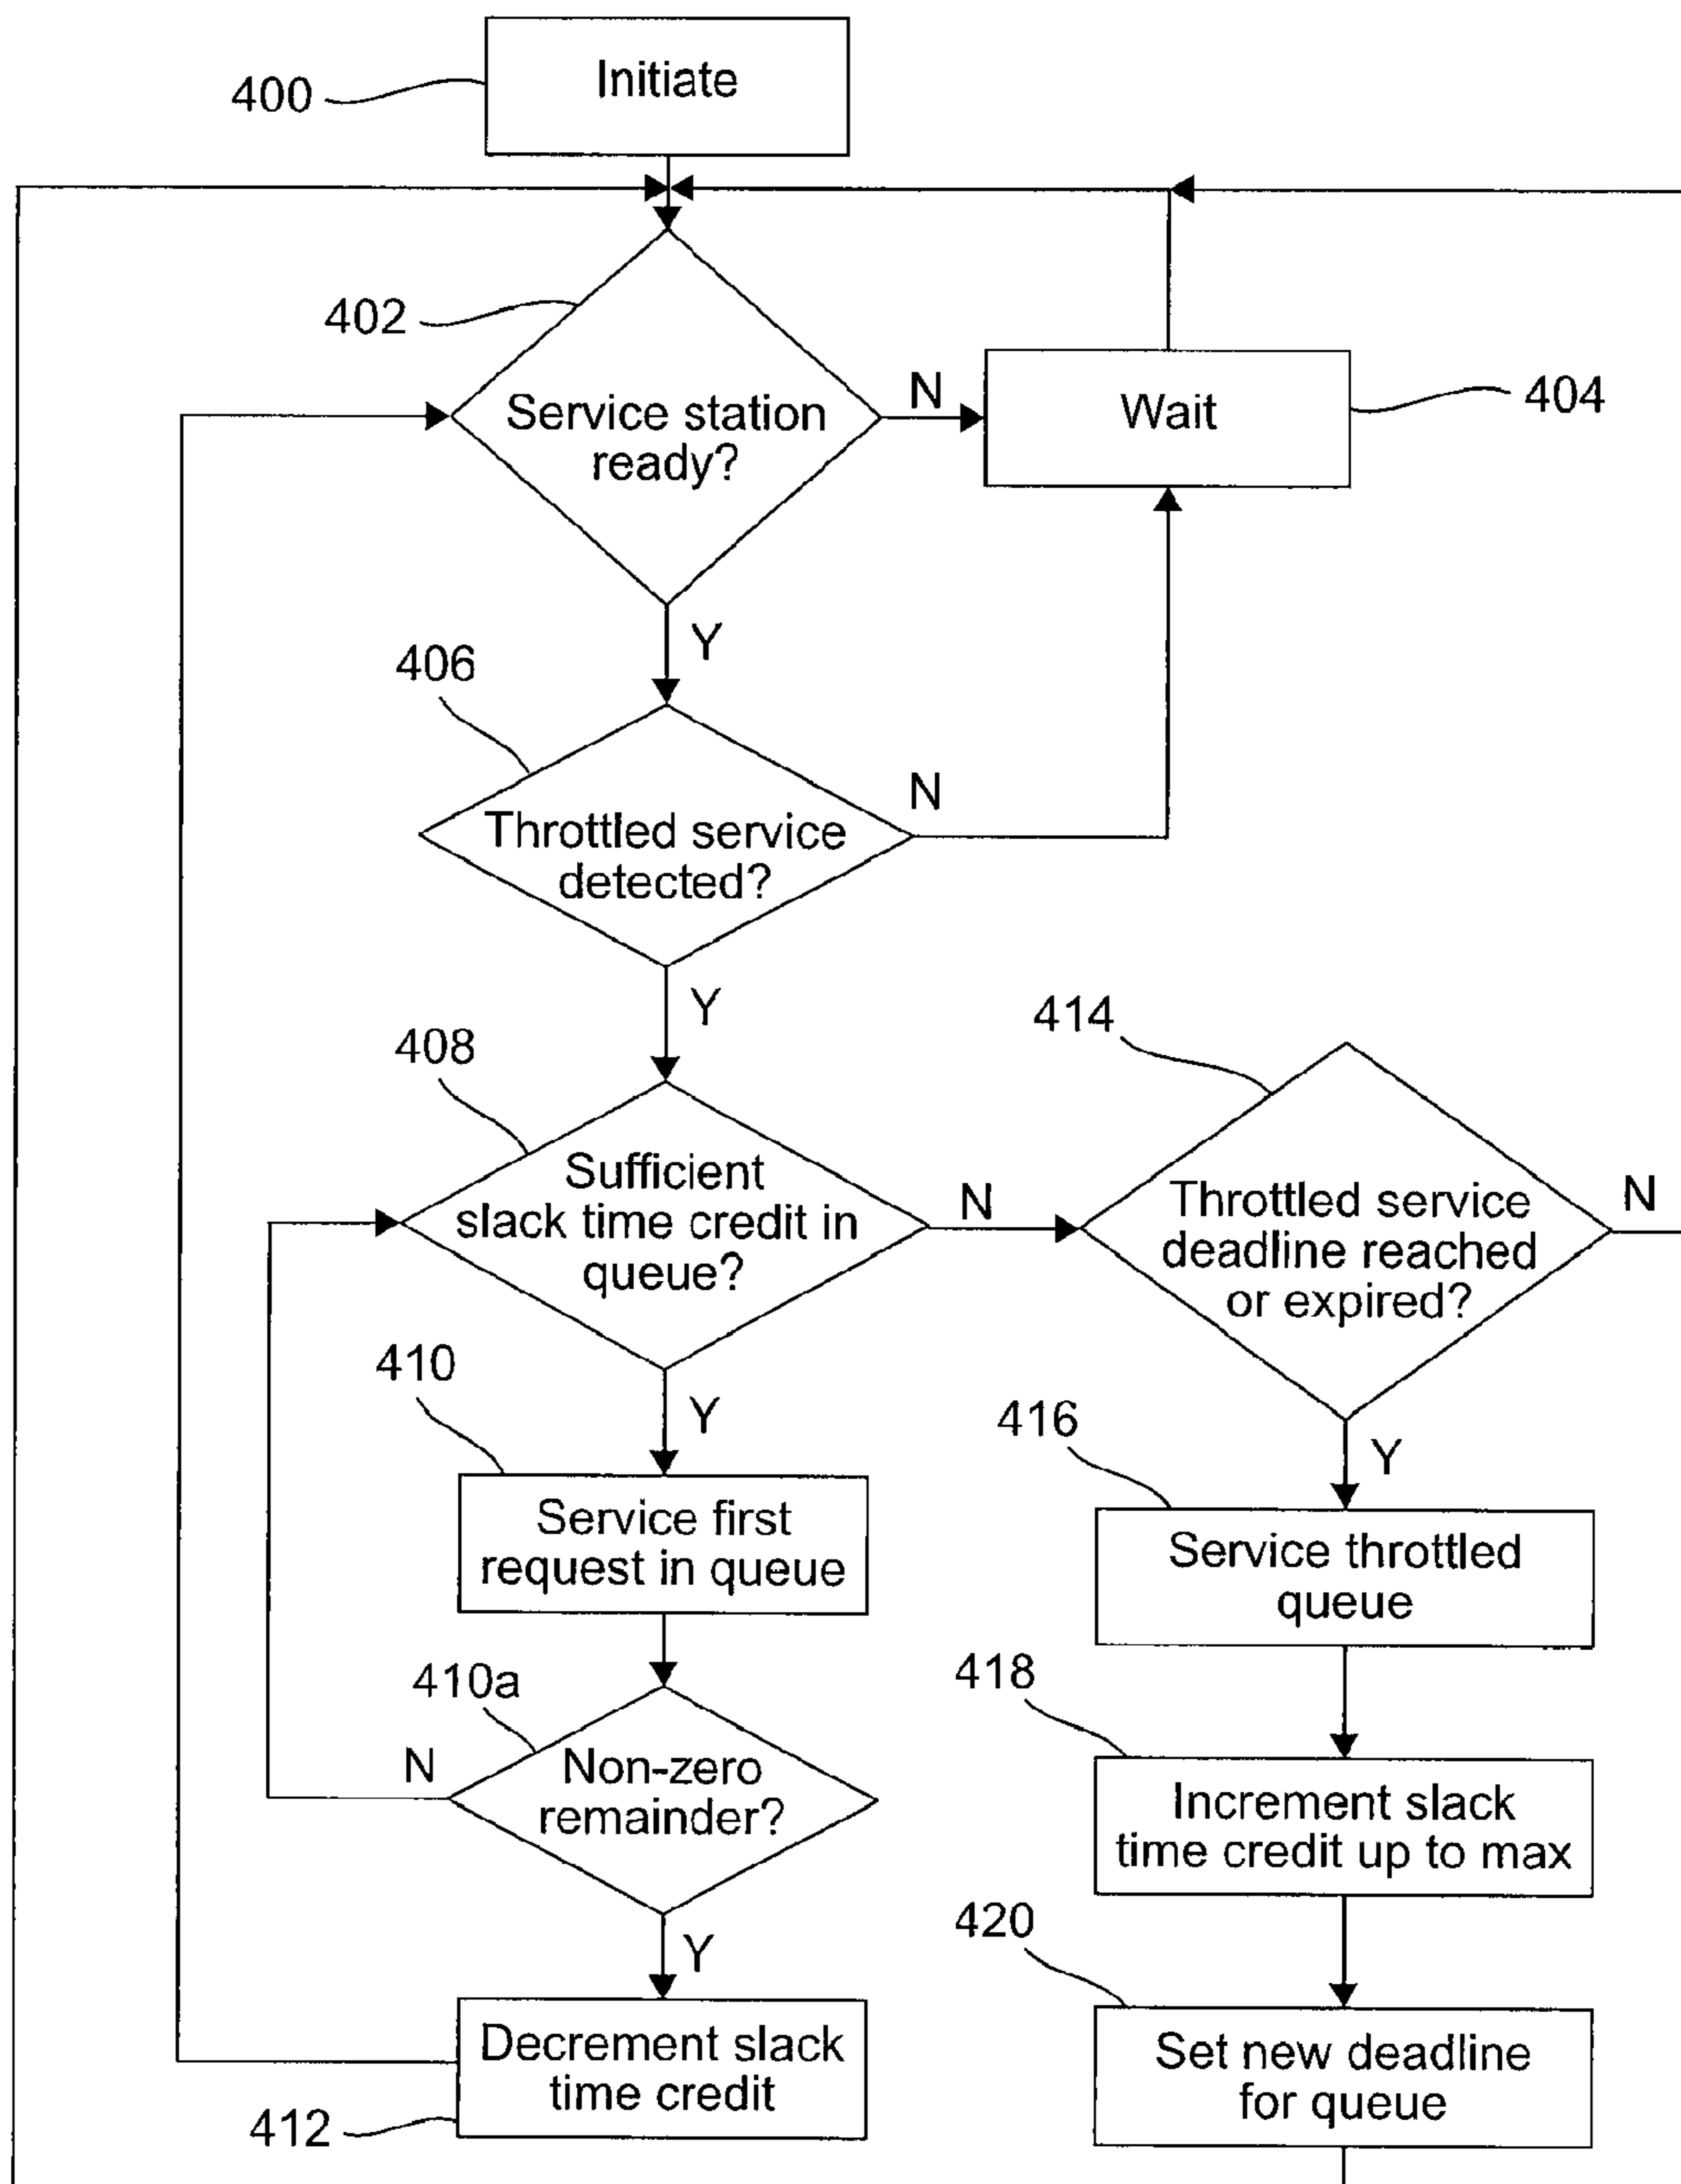 Initiate
400
402
Service station
ready?
N
Wait
404
Y
406
Throttled service
detected?
N
Y
408
Sufficient
slack time credit in
queue?
N
414
Throttled service
deadline reached
or expired?
N
Y
410
Service first
request in queue
Y
416
Service throttled
queue
410a
Non-zero
remainder?
N
418
Increment slack
time credit up to max
Y
420
Decrement slack
time credit
412
Set new deadline
for queue